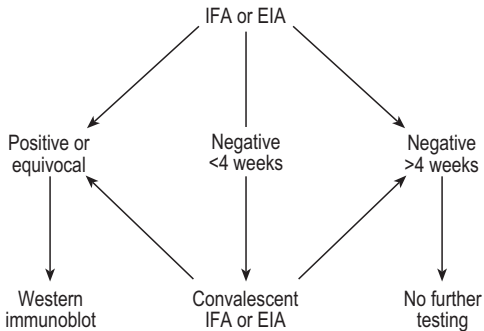 IFA or EIA
Positive or
equivocal
Negative
<4 weeks
Negative
>4 weeks
Western
immunoblot
Convalescent
IFA or EIA
No further
testing